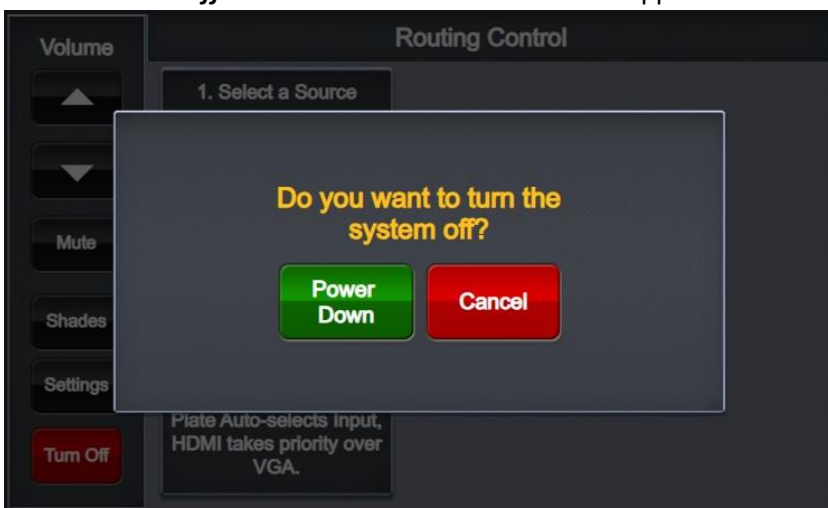 Volume
Routing Control
1. Select a Source
Do you want to turn the
system off?
Mute
Power
Down
Cancel
Shades
Settings
Plate Auto-selects Input,
HDMI takes priority over
VGA.
Turn Off